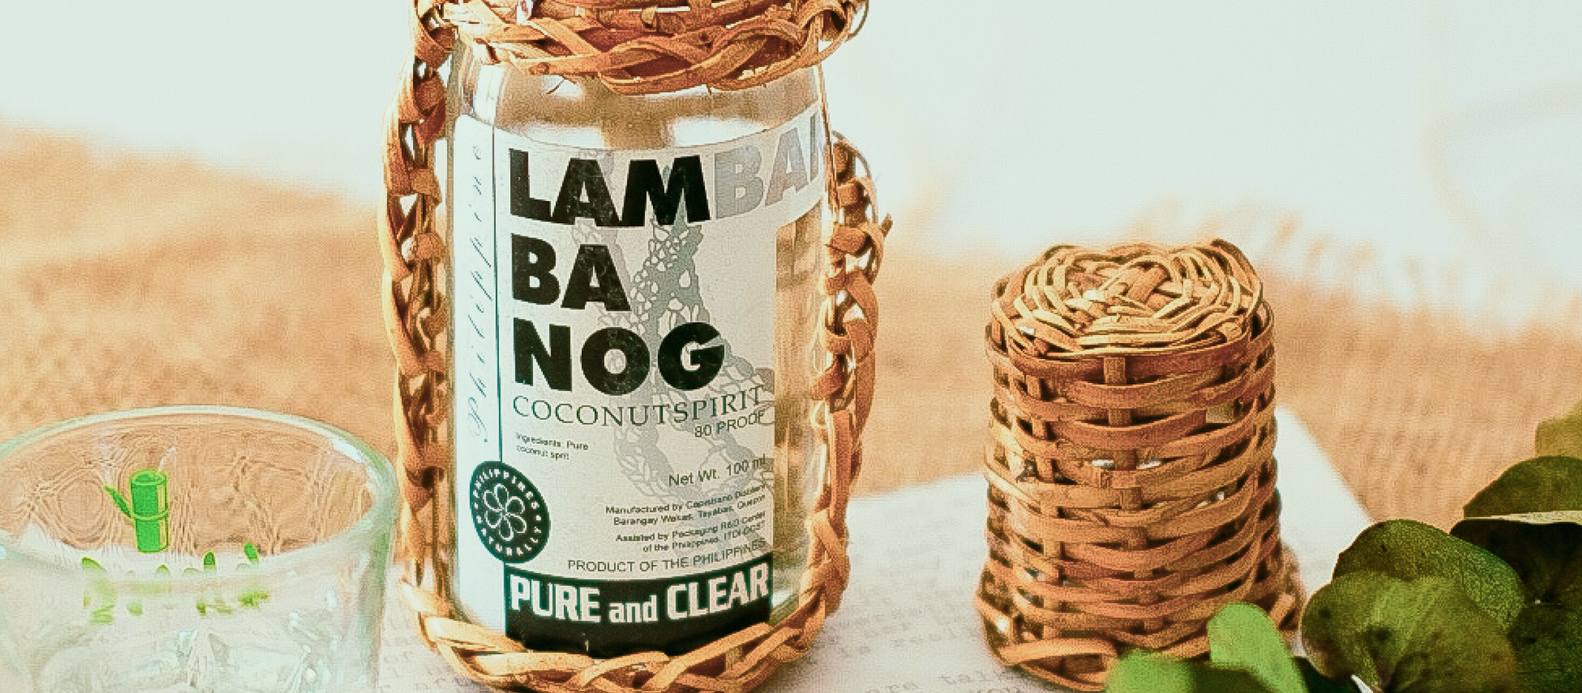 LAMBAN
BA
NOG
COCONUTSPIRIT
80 PROOF
Philippine
Ingredients: Pure
coconut spirit
Net Wt. 100 ml
PHILIPPINES
NATURALLY
Manufactured by Capistrano Distillery
Barangay Wakas, Tayabas, Quezon
Assisted by Packaging R&D Center
of the Philippines, ITDI-DOST
PRODUCT OF THE PHILIPPINES
PURE and CLEAR